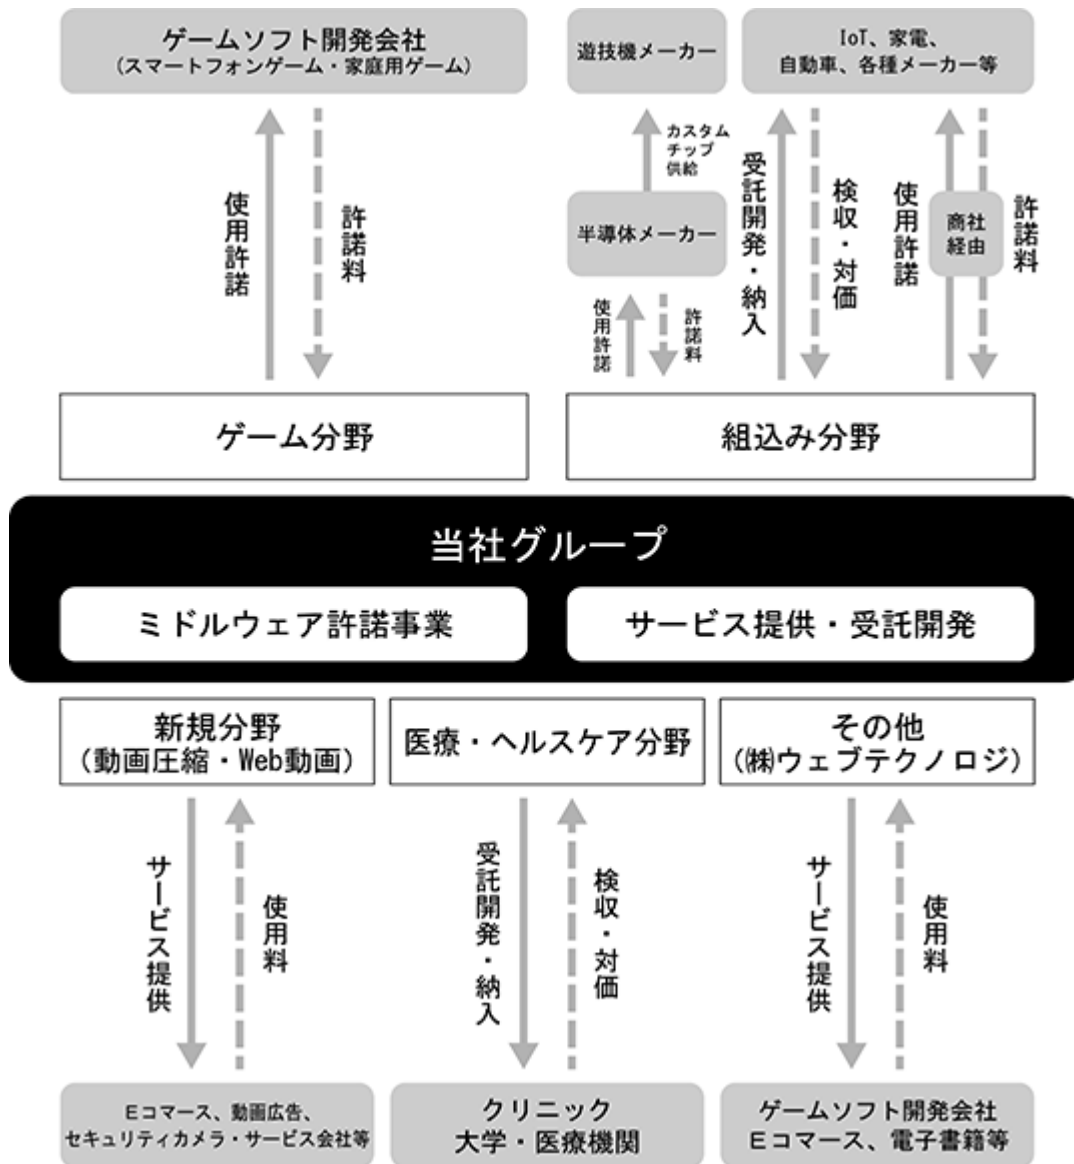 ゲームソフト開発会社
(スマートフォンゲーム・家庭用ゲーム)
遊技機メーカー
IoT、家電、
自動車、各種メーカー等
使用許諾
許諾料
カスタム
チップ
供給
半導体メーカー
使用許諾
許諾料
受託開発・納入
検収・対価
使用許諾
商社
経由
許諾料
ゲーム分野
組込み分野
当社グループ
ミドルウェア許諾事業
サービス提供・受託開発
新規分野
(動画圧縮・Web動画)
医療・ヘルスケア分野
その他
(㈱ウェブテクノロジ)
サービス提供
使用料
受託開発・納入
検収・対価
サービス提供
使用料
Eコマース、動画広告、
セキュリティカメラ・サービス会社等
クリニック
大学・医療機関
ゲームソフト開発会社
Eコマース、電子書籍等